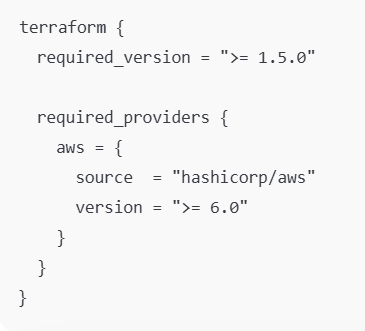 terraform {
  required_version = ">= 1.5.0"

  required_providers {
    aws = {
      source  = "hashicorp/aws"
      version = ">= 6.0"
    }
  }
}